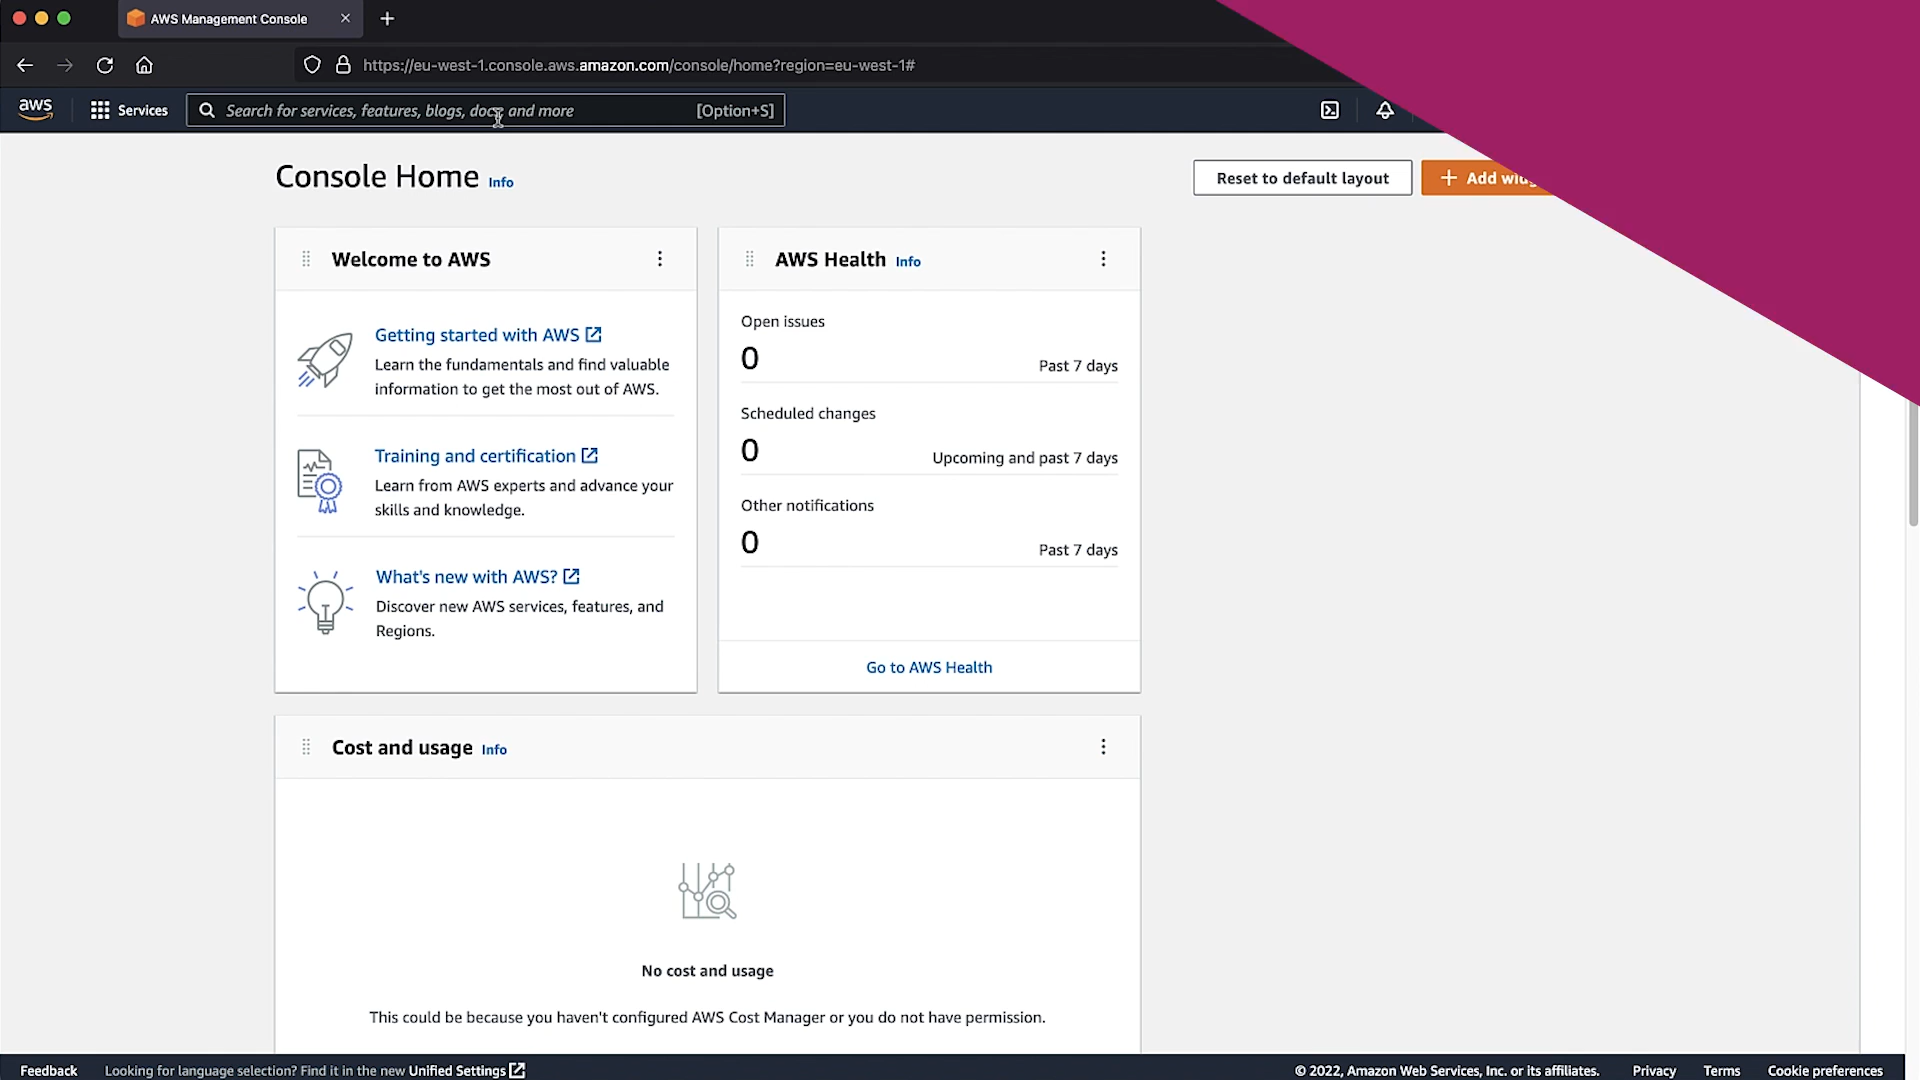 AWS Management Console
https://eu-west-1.console.aws.amazon.com/console/home?region=eu-west-1#
aws
Services
Search for services, features, blogs, docs, and more
[Option+S]
Console Home Info
Reset to default layout
Add widg
Welcome to AWS
Getting started with AWS
Learn the fundamentals and find valuable
information to get the most out of AWS.
Training and certification
Learn from AWS experts and advance your
skills and knowledge.
What's new with AWS?
Discover new AWS services, features, and
Regions.
AWS Health Info
Open issues
0 Past 7 days
Scheduled changes
0 Upcoming and past 7 days
Other notifications
0 Past 7 days
Go to AWS Health
Cost and usage Info
No cost and usage
This could be because you haven't configured AWS Cost Manager or you do not have permission.
Feedback Looking for language selection? Find it in the new Unified Settings
© 2022, Amazon Web Services, Inc. or its affiliates. Privacy Terms Cookie preferences